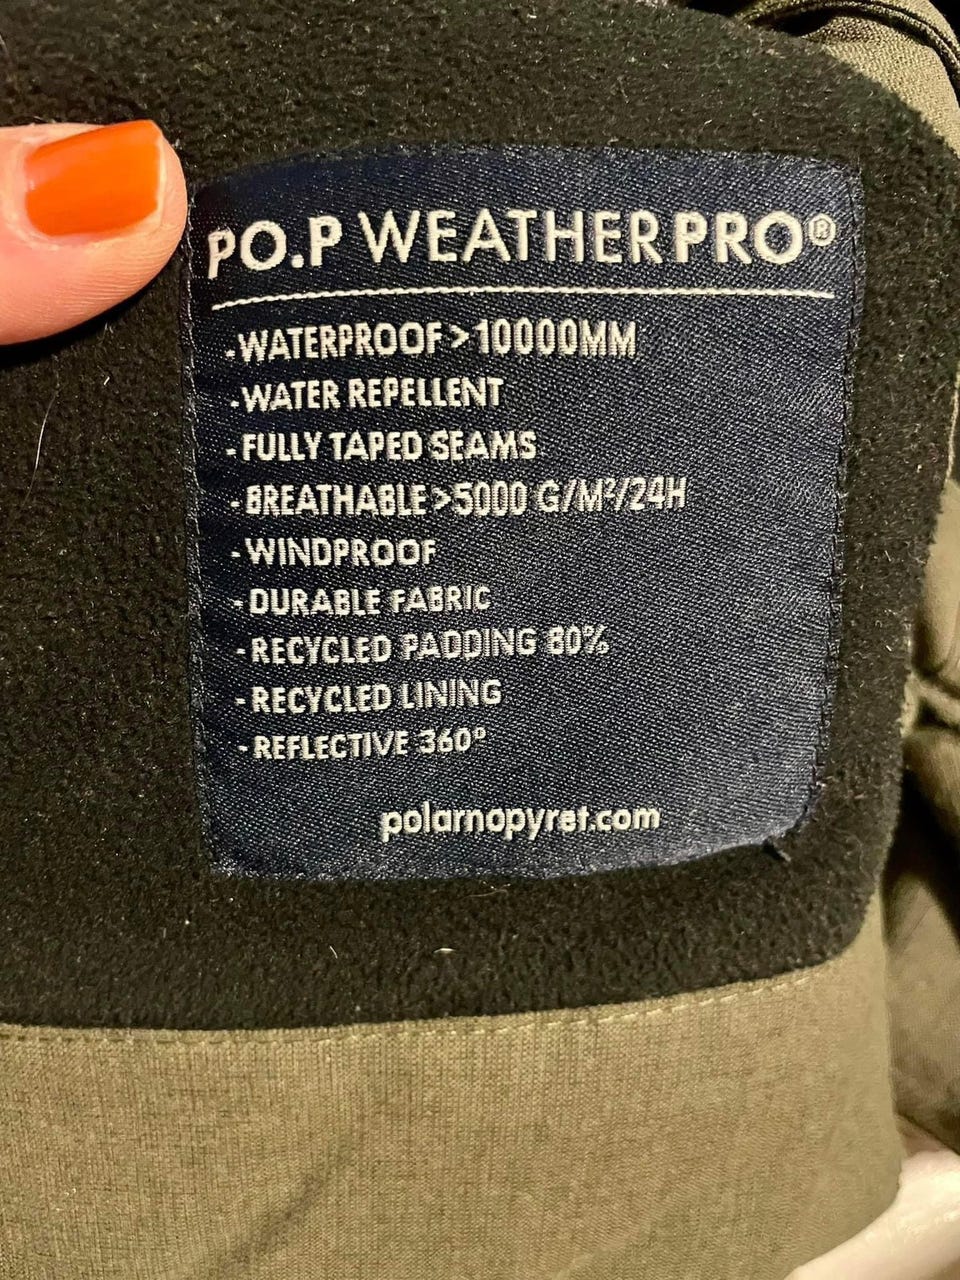 PO.P WEATHERPRO®
- WATERPROOF > 10000MM
- WATER REPELLENT
- FULLY TAPED SEAMS
- BREATHABLE > 5000 G/M²/24H
- WINDPROOF
- DURABLE FABRIC
- RECYCLED PADDING 80%
- RECYCLED LINING
- REFLECTIVE 360°
polarnopyret.com